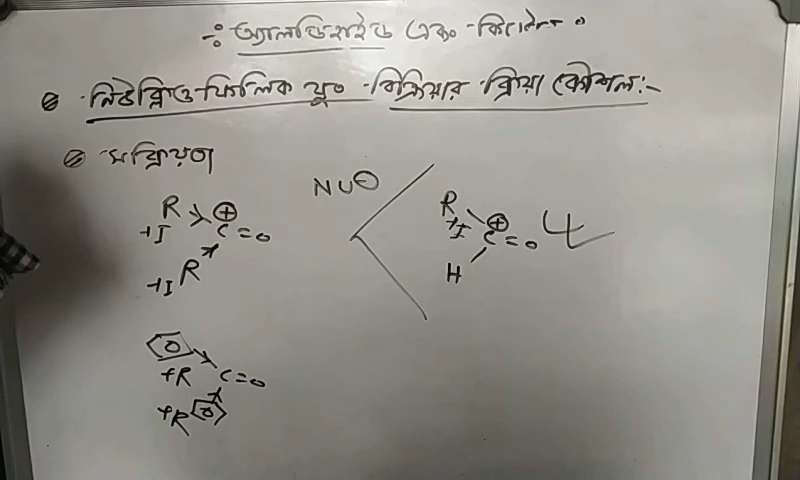 -: অ্যালডিহাইড এবং কিটোন :
নিউক্লিওফিলিক যুত বিক্রিয়ার ক্রিয়া কৌশল:-
সক্রিয়তা
NU⊖
R ⊕
+I C=O
+I R
R ⊕
+I C=O
H
+R C=O
+R